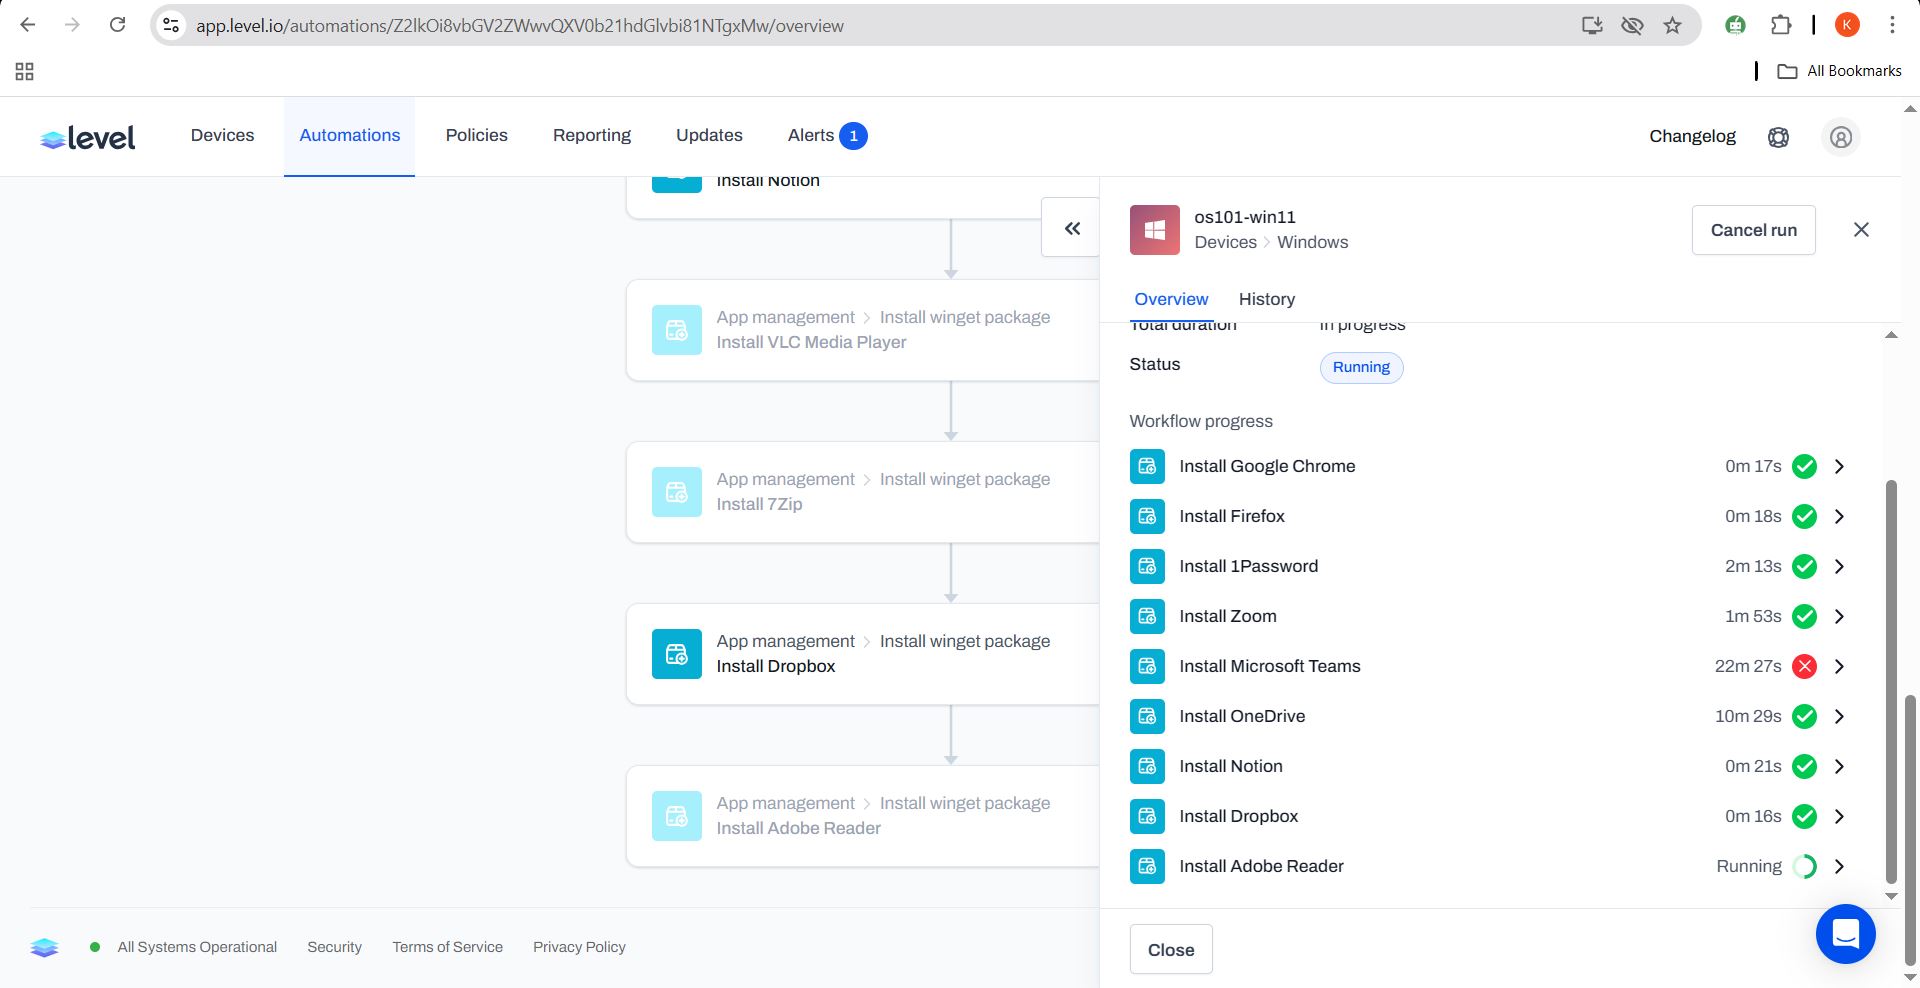 app.level.io/automations/Z2lkOi8vbGV2ZWwvQXV0b21hdGlvbi81NTgxMw/overview
K
All Bookmarks
level
Devices
Automations
Policies
Reporting
Updates
Alerts 1
Changelog
Install Notion
App management > Install winget package
Install VLC Media Player
App management > Install winget package
Install 7Zip
App management > Install winget package
Install Dropbox
App management > Install winget package
Install Adobe Reader
os101-win11
Devices > Windows
Cancel run
Overview
History
Total duration In progress
Status Running
Workflow progress
Install Google Chrome 0m 17s
Install Firefox 0m 18s
Install 1Password 2m 13s
Install Zoom 1m 53s
Install Microsoft Teams 22m 27s
Install OneDrive 10m 29s
Install Notion 0m 21s
Install Dropbox 0m 16s
Install Adobe Reader Running
Close
All Systems Operational
Security
Terms of Service
Privacy Policy